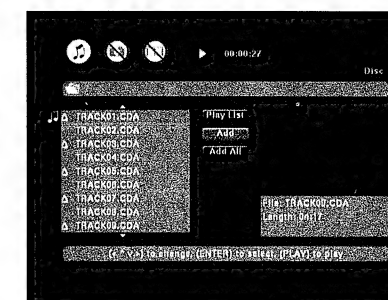 00:00:27
Disc
TRACK01.CDA
TRACK02.CDA
TRACK03.CDA
TRACK04.CDA
TRACK05.CDA
TRACK06.CDA
TRACK07.CDA
TRACK08.CDA
TRACK09.CDA
Play List
Add
Add All
File: TRACK00.CDA
Length: 04:17
[< ^ v >] to change, [ENTER] to select, [PLAY] to play